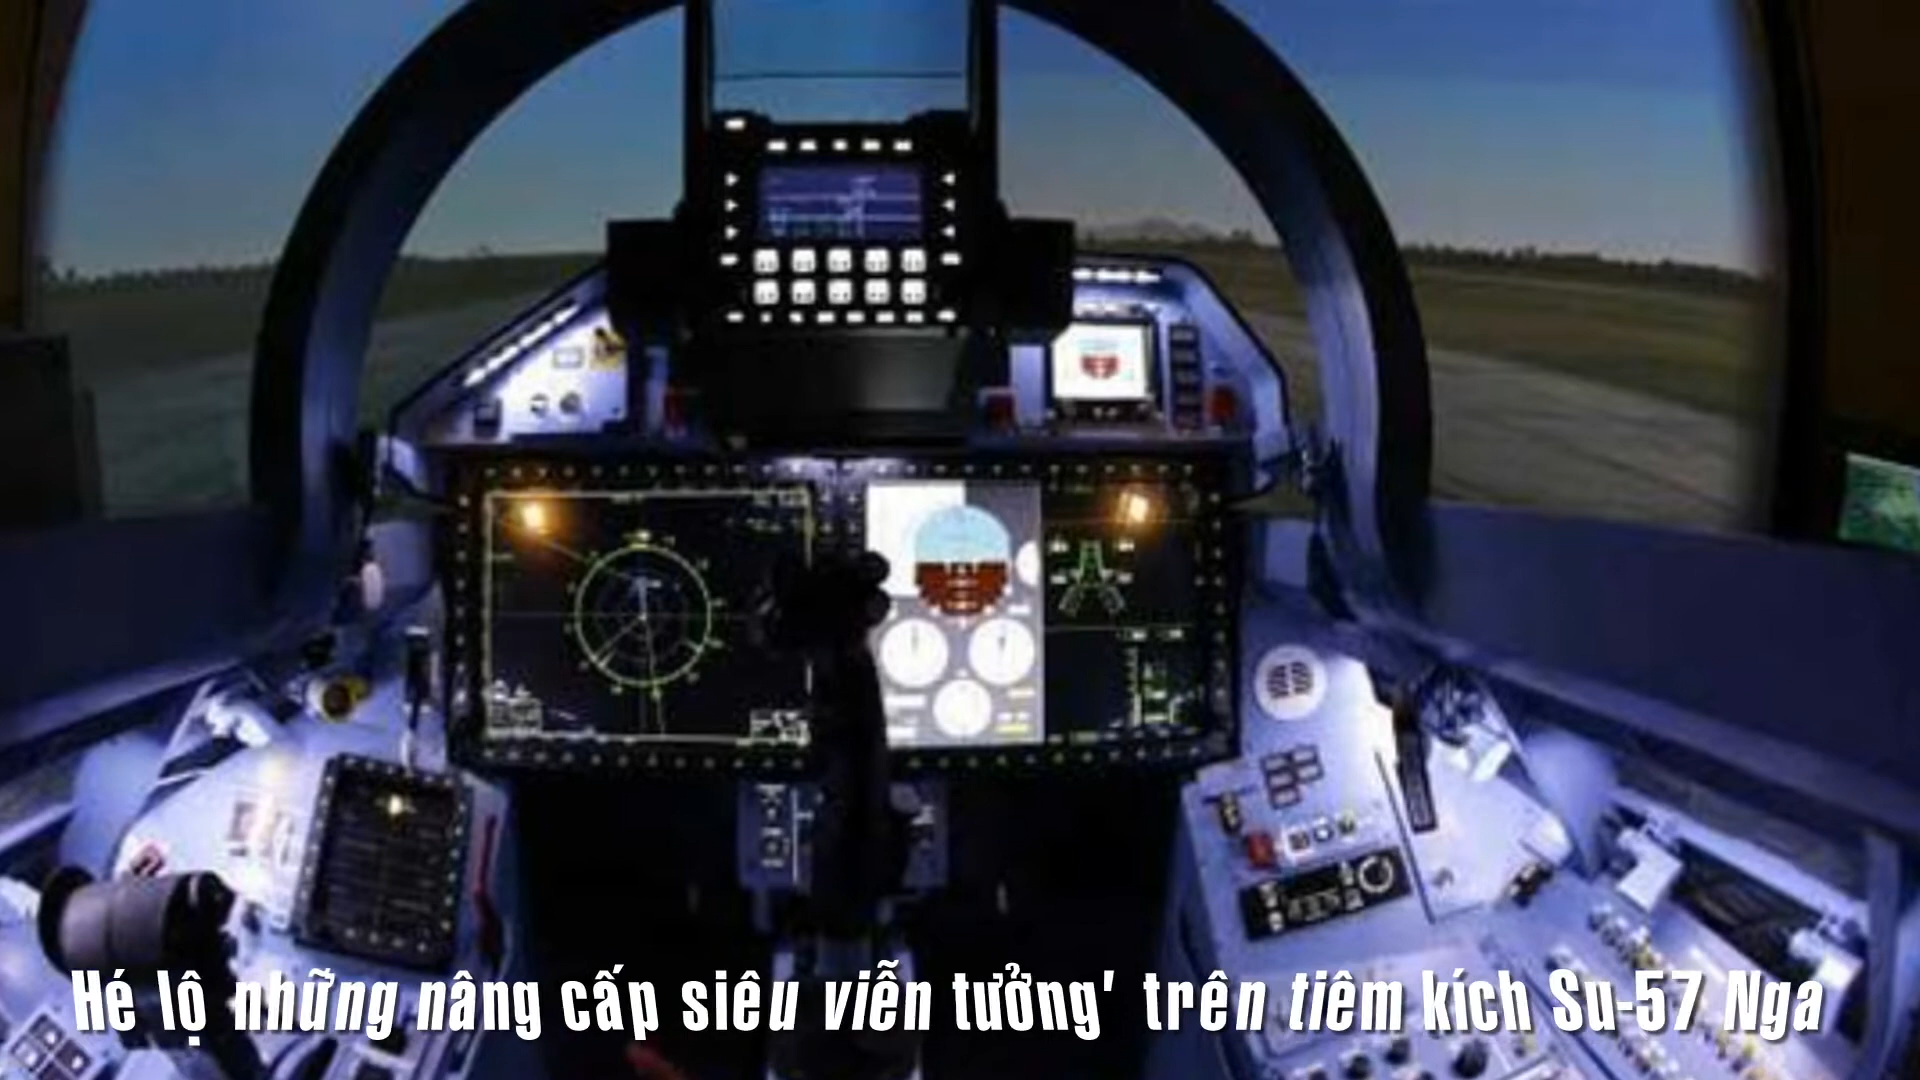 Hé lộ những nâng cấp siêu viễn tưởng' trên tiêm kích Su-57 Nga